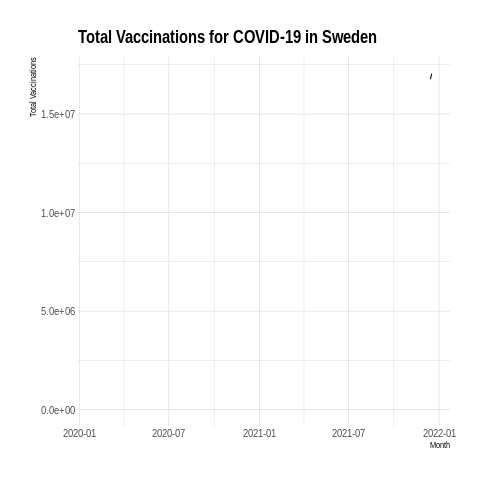 Total Vaccinations for COVID-19 in Sweden
Total Vaccinations
1.5e+07
1.0e+07
5.0e+06
0.0e+00
2020-01 2020-07 2021-01 2021-07 2022-01
Month